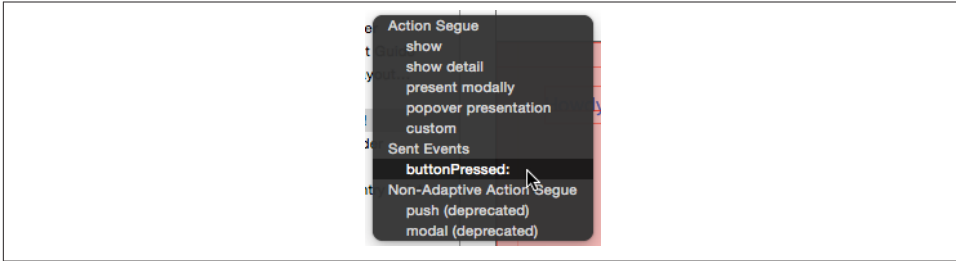 Action Segue
show
show detail
present modally
popover presentation
custom
Sent Events
buttonPressed:
Non-Adaptive Action Segue
push (deprecated)
modal (deprecated)